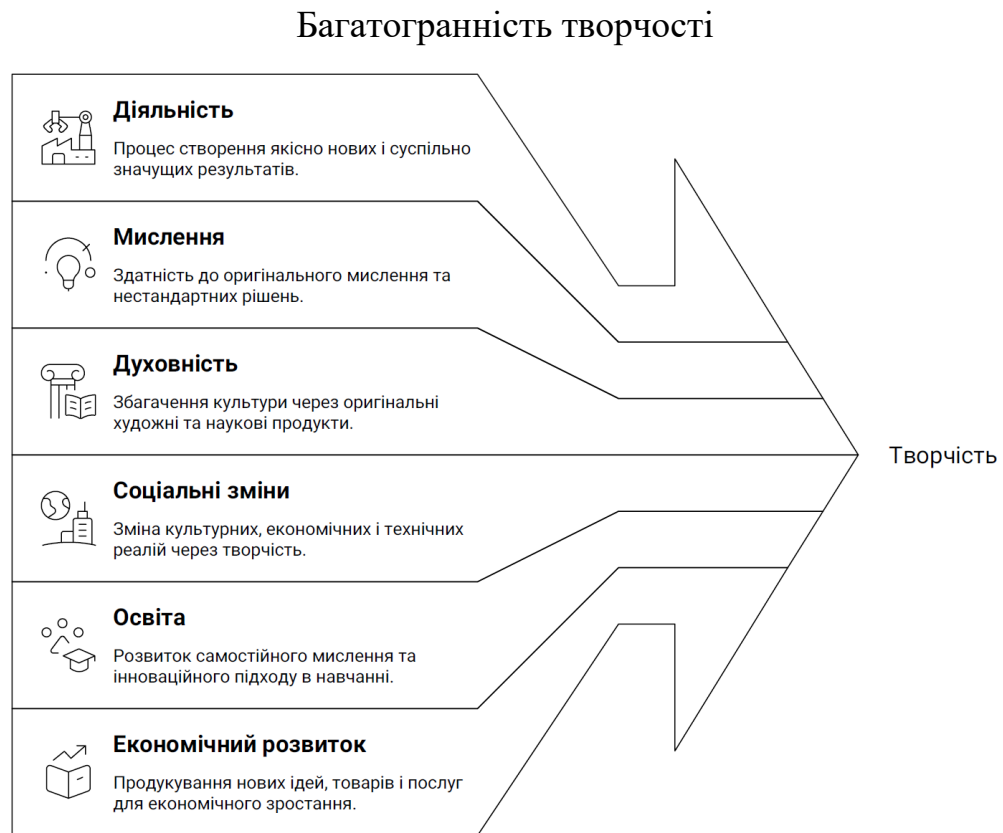 Багатогранність творчості
Діяльність
Процес створення якісно нових і суспільно
значущих результатів.
Мислення
Здатність до оригінального мислення та
нестандартних рішень.
Духовність
Збагачення культури через оригінальні
художні та наукові продукти.
Творчість
Соціальні зміни
Зміна культурних, економічних і технічних
реалій через творчість.
Освіта
Розвиток самостійного мислення та
інноваційного підходу в навчанні.
Економічний розвиток
Продукування нових ідей, товарів і послуг
для економічного зростання.